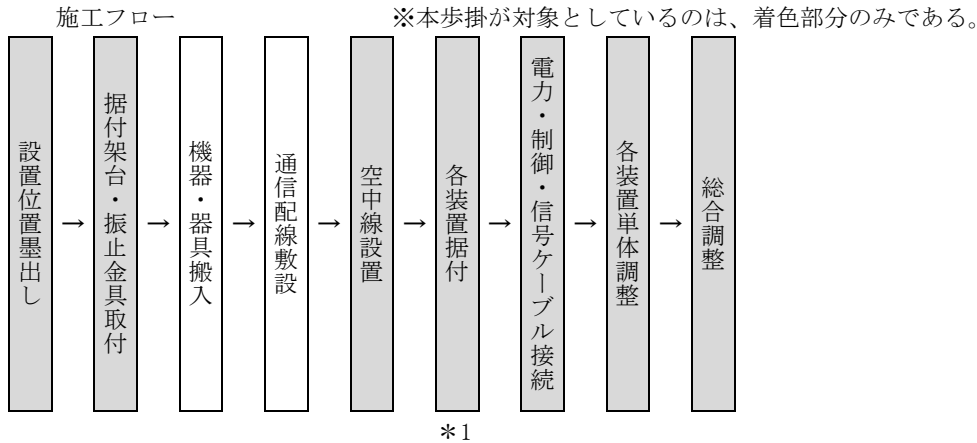 施工フロー
※本歩掛が対象としているのは、着色部分のみである。
設置位置墨出し
→
据付架台・振止金具取付
→
機器・器具搬入
→
通信配線敷設
→
空中線設置
→
各装置据付
→
電力・制御・信号ケーブル接続
→
各装置単体調整
→
総合調整
＊1